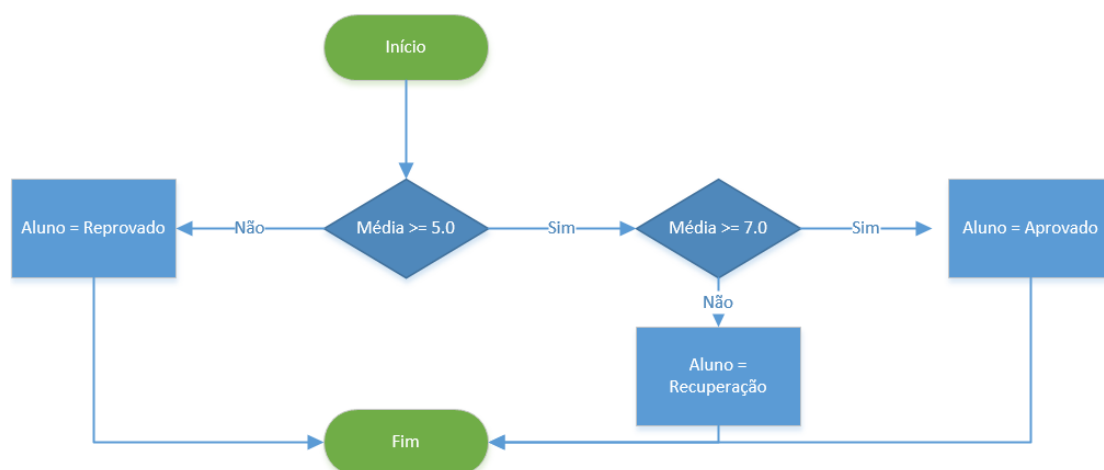 Início
Aluno = Reprovado
Não
Média >= 5.0
Sim
Média >= 7.0
Sim
Aluno = Aprovado
Não
Aluno =
Recuperação
Fim